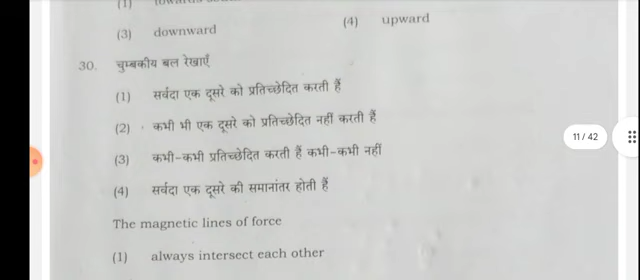 (1)
(3) downward
(4) upward
30. चुम्बकीय बल रेखाएँ
(1) सर्वदा एक दूसरे को प्रतिच्छेदित करती हैं
(2) कभी भी एक दूसरे को प्रतिच्छेदित नहीं करती हैं
(3) कभी-कभी प्रतिच्छेदित करती हैं कभी-कभी नहीं
(4) सर्वदा एक दूसरे की समानांतर होती हैं
The magnetic lines of force
(1) always intersect each other
11 / 42